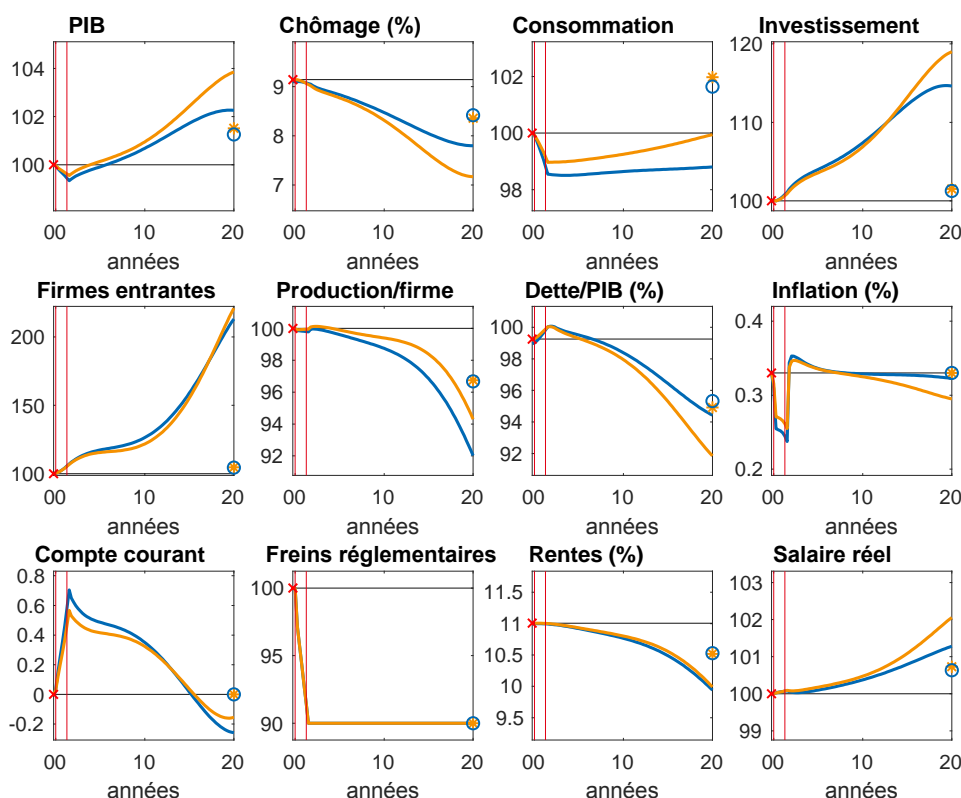 PIB
Chômage (%)
Consommation
Investissement
104
102
100
00 10 20
années
9
8
7
00 10 20
années
102
100
98
00 10 20
années
120
110
100
00 10 20
années
Firmes entrantes
Production/firme
Dette/PIB (%)
Inflation (%)
200
150
100
00 10 20
années
100
98
96
94
92
00 10 20
années
100
98
96
94
92
00 10 20
années
0.4
0.3
0.2
00 10 20
années
Compte courant
Freins réglementaires
Rentes (%)
Salaire réel
0.8
0.6
0.4
0.2
0
-0.2
00 10 20
années
100
95
90
00 10 20
années
11.5
11
10.5
10
9.5
00 10 20
années
103
102
101
100
99
00 10 20
années